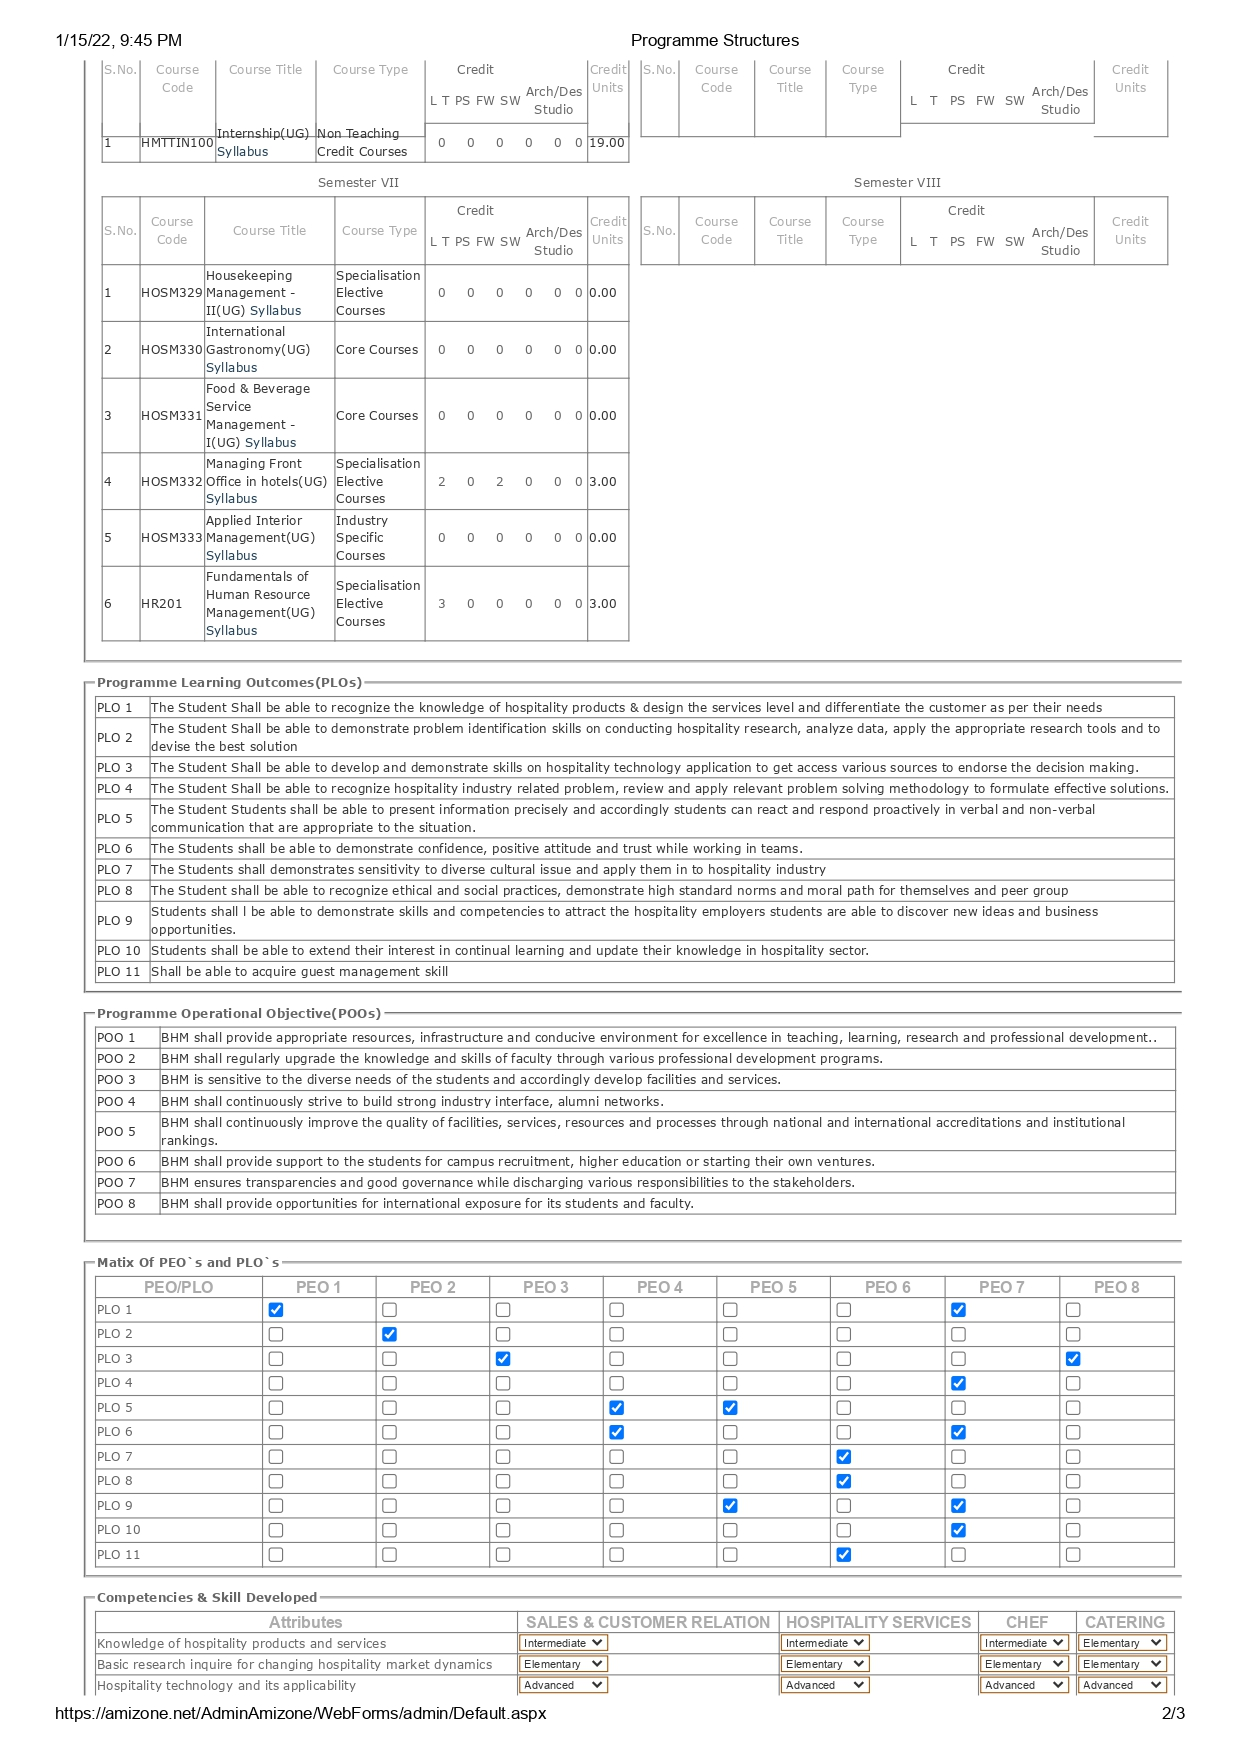 1/15/22, 9:45 PM Programme Structures
S.No. Course Code Course Title Course Type Credit L T PS FW SW Arch/Des Studio Credit Units
S.No. Course Code Course Title Course Type Credit L T PS FW SW Arch/Des Studio Credit Units
1 HMTTIN100 Internship(UG) Syllabus Non Teaching Credit Courses 0 0 0 0 0 0 19.00
Semester VII
S.No. Course Code Course Title Course Type Credit L T PS FW SW Arch/Des Studio Credit Units
1 HOSM329 Housekeeping Management - II(UG) Syllabus Specialisation Elective Courses 0 0 0 0 0 0 0.00
2 HOSM330 International Gastronomy(UG) Syllabus Core Courses 0 0 0 0 0 0 0.00
3 HOSM331 Food & Beverage Service Management - I(UG) Syllabus Core Courses 0 0 0 0 0 0 0.00
4 HOSM332 Managing Front Office in hotels(UG) Syllabus Specialisation Elective Courses 2 0 2 0 0 0 3.00
5 HOSM333 Applied Interior Management(UG) Syllabus Industry Specific Courses 0 0 0 0 0 0 0.00
6 HR201 Fundamentals of Human Resource Management(UG) Syllabus Specialisation Elective Courses 3 0 0 0 0 0 3.00
Semester VIII
S.No. Course Code Course Title Course Type Credit L T PS FW SW Arch/Des Studio Credit Units
Programme Learning Outcomes(PLOs)
PLO 1 The Student Shall be able to recognize the knowledge of hospitality products & design the services level and differentiate the customer as per their needs
PLO 2 The Student Shall be able to demonstrate problem identification skills on conducting hospitality research, analyze data, apply the appropriate research tools and to
devise the best solution
PLO 3 The Student Shall be able to develop and demonstrate skills on hospitality technology application to get access various sources to endorse the decision making.
PLO 4 The Student Shall be able to recognize hospitality industry related problem, review and apply relevant problem solving methodology to formulate effective solutions.
PLO 5 The Student Students shall be able to present information precisely and accordingly students can react and respond proactively in verbal and non-verbal
communication that are appropriate to the situation.
PLO 6 The Students shall be able to demonstrate confidence, positive attitude and trust while working in teams.
PLO 7 The Students shall demonstrates sensitivity to diverse cultural issue and apply them in to hospitality industry
PLO 8 The Student shall be able to recognize ethical and social practices, demonstrate high standard norms and moral path for themselves and peer group
PLO 9 Students shall l be able to demonstrate skills and competencies to attract the hospitality employers students are able to discover new ideas and business
opportunities.
PLO 10 Students shall be able to extend their interest in continual learning and update their knowledge in hospitality sector.
PLO 11 Shall be able to acquire guest management skill
Programme Operational Objective(POOs)
POO 1 BHM shall provide appropriate resources, infrastructure and conducive environment for excellence in teaching, learning, research and professional development..
POO 2 BHM shall regularly upgrade the knowledge and skills of faculty through various professional development programs.
POO 3 BHM is sensitive to the diverse needs of the students and accordingly develop facilities and services.
POO 4 BHM shall continuously strive to build strong industry interface, alumni networks.
POO 5 BHM shall continuously improve the quality of facilities, services, resources and processes through national and international accreditations and institutional
rankings.
POO 6 BHM shall provide support to the students for campus recruitment, higher education or starting their own ventures.
POO 7 BHM ensures transparencies and good governance while discharging various responsibilities to the stakeholders.
POO 8 BHM shall provide opportunities for international exposure for its students and faculty.
Matix Of PEO`s and PLO`s
PEO/PLO PEO 1 PEO 2 PEO 3 PEO 4 PEO 5 PEO 6 PEO 7 PEO 8
PLO 1
PLO 2
PLO 3
PLO 4
PLO 5
PLO 6
PLO 7
PLO 8
PLO 9
PLO 10
PLO 11
Competencies & Skill Developed
Attributes SALES & CUSTOMER RELATION HOSPITALITY SERVICES CHEF CATERING
Knowledge of hospitality products and services Intermediate Intermediate Intermediate Elementary
Basic research inquire for changing hospitality market dynamics Elementary Elementary Elementary Elementary
Hospitality technology and its applicability Advanced Advanced Advanced Advanced
https://amizone.net/AdminAmizone/WebForms/admin/Default.aspx 2/3